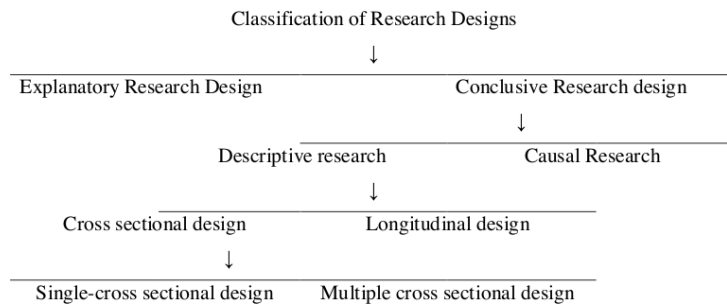 Classification of Research Designs
↓
Explanatory Research Design Conclusive Research design
↓
Descriptive research Causal Research
↓
Cross sectional design Longitudinal design
↓
Single-cross sectional design Multiple cross sectional design